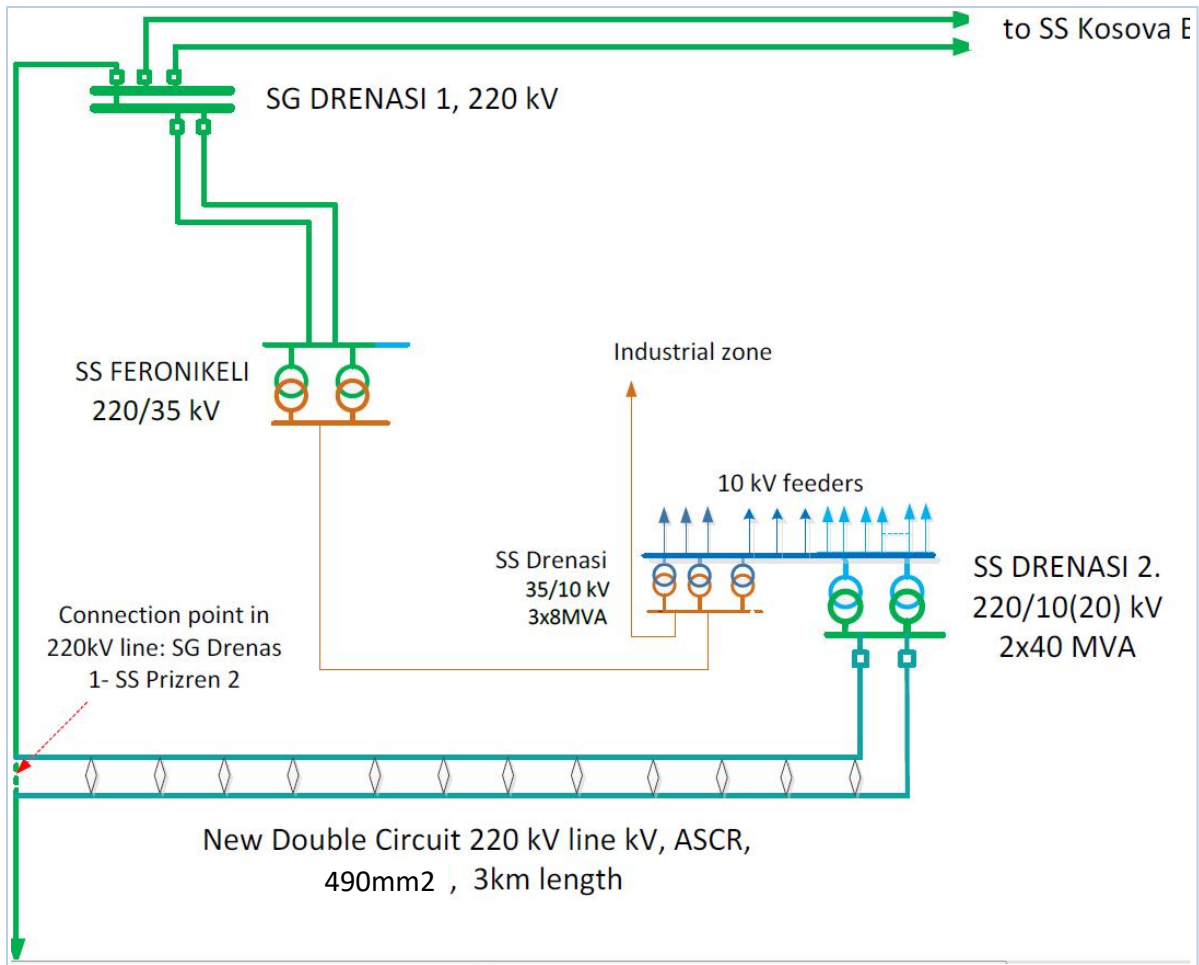 to SS Kosova B
SG DRENASI 1, 220 kV
SS FERONIKELI
220/35 kV
Industrial zone
10 kV feeders
SS Drenasi
35/10 kV
3x8MVA
SS DRENASI 2.
220/10(20) kV
2x40 MVA
Connection point in
220kV line: SG Drenas
1- SS Prizren 2
New Double Circuit 220 kV line kV, ASCR,
490mm2 , 3km length